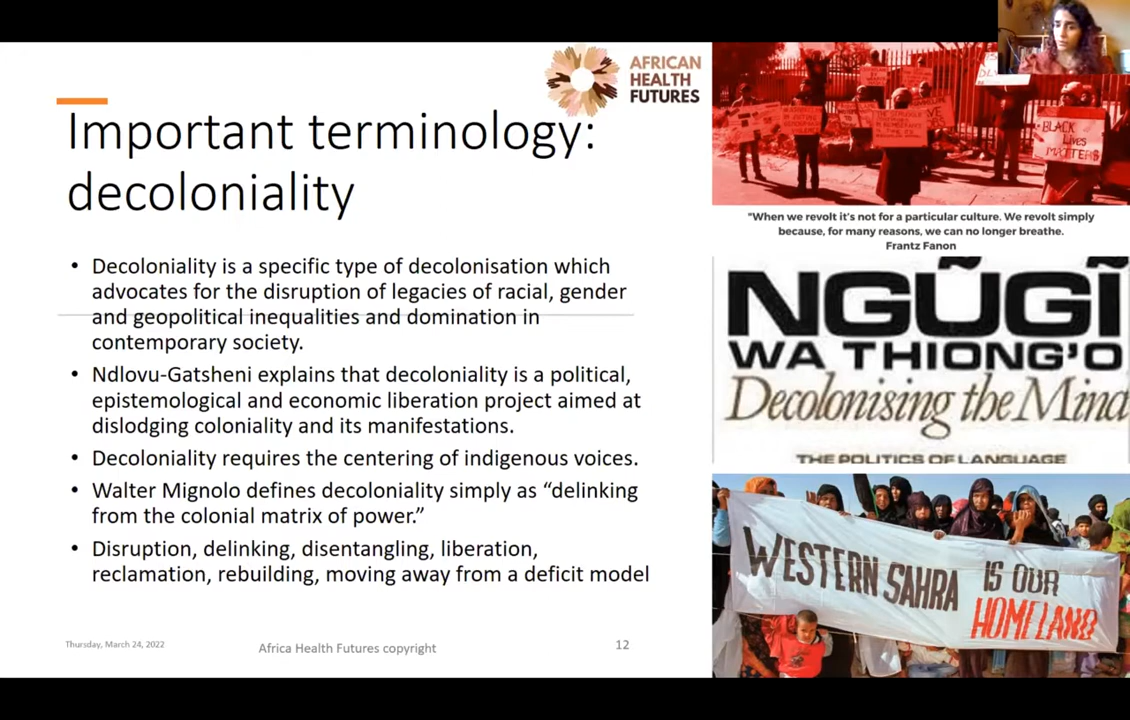 AFRICAN
HEALTH
FUTURES
Important terminology:
decoloniality
• Decoloniality is a specific type of decolonisation which
advocates for the disruption of legacies of racial, gender
and geopolitical inequalities and domination in
contemporary society.
• Ndlovu-Gatsheni explains that decoloniality is a political,
epistemological and economic liberation project aimed at
dislodging coloniality and its manifestations.
• Decoloniality requires the centering of indigenous voices.
• Walter Mignolo defines decoloniality simply as “delinking
from the colonial matrix of power.”
• Disruption, delinking, disentangling, liberation,
reclamation, rebuilding, moving away from a deficit model
Thursday, March 24, 2022
Africa Health Futures copyright
12
BLACK
LIVES
MATTERS
"When we revolt it's not for a particular culture. We revolt simply
because, for many reasons, we can no longer breathe.
Frantz Fanon
NGŨGĨ
WA THIONG'O
Decolonising the Mind
THE POLITICS OF LANGUAGE
WESTERN SAHRA
IS OUR
HOMELAND